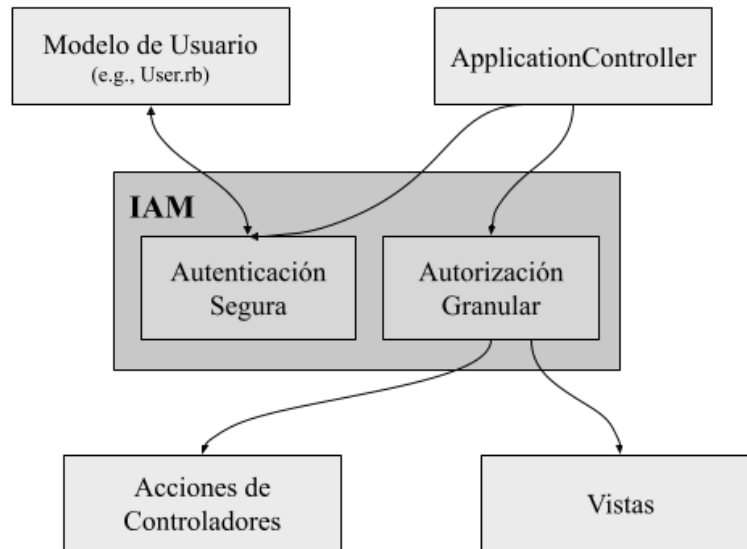 Modelo de Usuario
(e.g., User.rb)
ApplicationController
IAM
Autenticación
Segura
Autorización
Granular
Acciones de
Controladores
Vistas